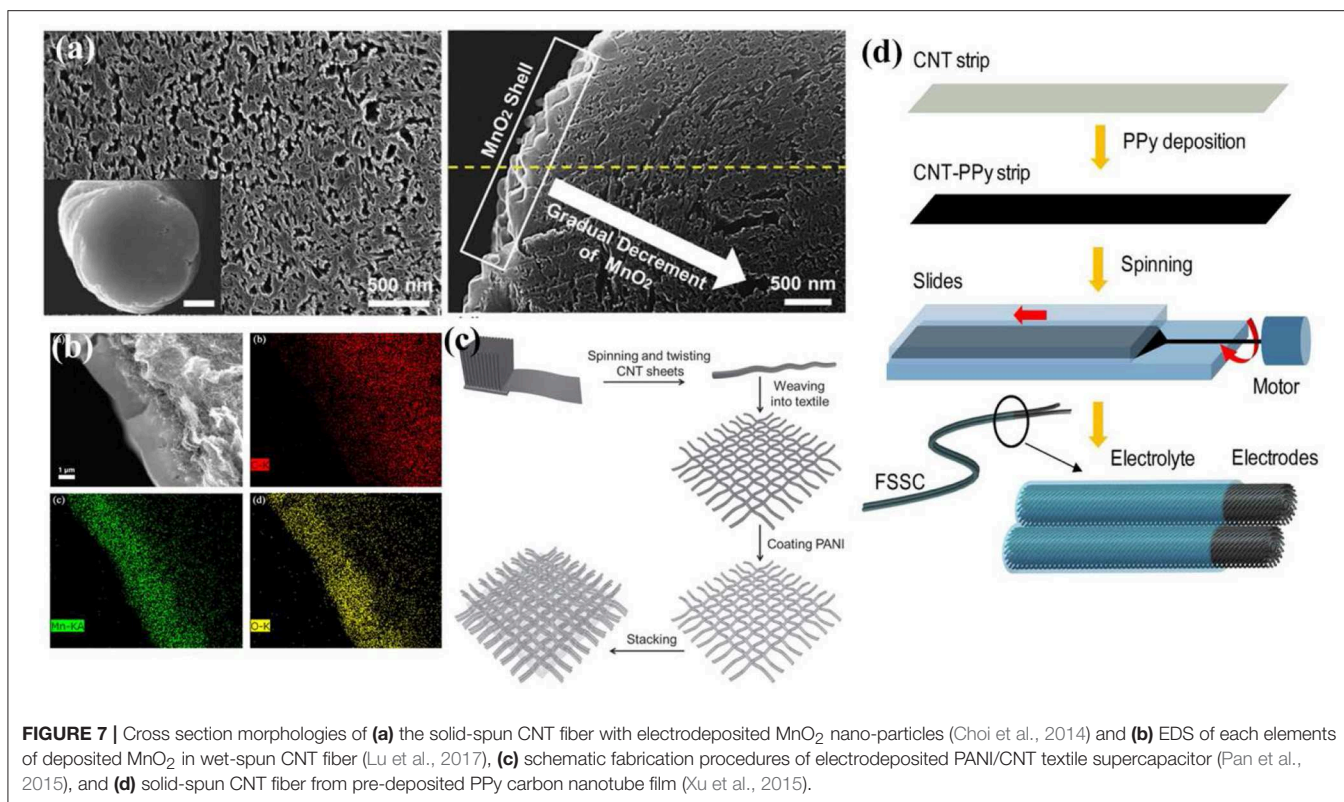 (a)
500 nm
MnO2 Shell
Gradual Decrement
of MnO2
500 nm
(b)
(a)
1 µm
(b)
(c)
Mn-KA
(d)
O-K
(c)
Spinning and twisting
CNT sheets
Weaving
into textile
Coating PANI
Stacking
(d)
CNT strip
PPy deposition
CNT-PPy strip
Spinning
Slides
Motor
FSSC
Electrolyte
Electrodes
FIGURE 7 | Cross section morphologies of (a) the solid-spun CNT fiber with electrodeposited MnO2 nano-particles (Choi et al., 2014) and (b) EDS of each elements
of deposited MnO2 in wet-spun CNT fiber (Lu et al., 2017), (c) schematic fabrication procedures of electrodeposited PANI/CNT textile supercapacitor (Pan et al.,
2015), and (d) solid-spun CNT fiber from pre-deposited PPy carbon nanotube film (Xu et al., 2015).